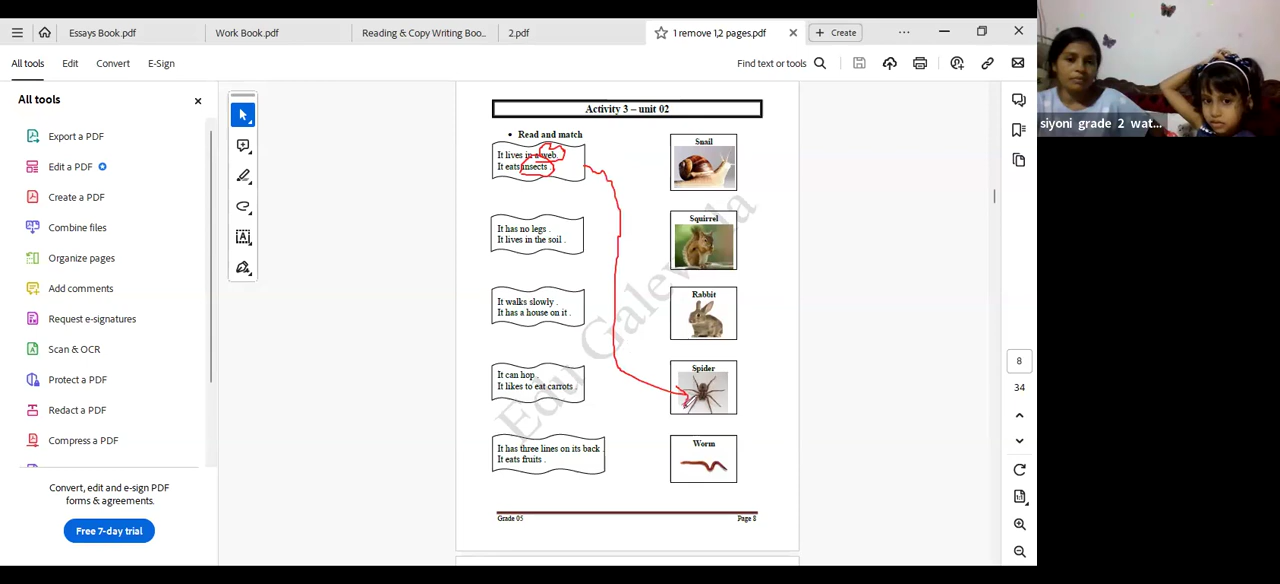 Essays Book.pdf
Work Book.pdf
Reading & Copy Writing Boo...
2.pdf
1 remove 1,2 pages.pdf
Create
All tools
Edit
Convert
E-Sign
Find text or tools
All tools
Export a PDF
Edit a PDF
Create a PDF
Combine files
Organize pages
Add comments
Request e-signatures
Scan & OCR
Protect a PDF
Redact a PDF
Compress a PDF
Convert, edit and e-sign PDF
forms & agreements.
Free 7-day trial
Activity 3 – unit 02
• Read and match
It lives in a web.
It eats insects .
It has no legs .
It lives in the soil .
It walks slowly .
It has a house on it .
It can hop .
It likes to eat carrots .
It has three lines on its back .
It eats fruits .
Snail
Squirrel
Rabbit
Spider
Worm
Edu Galewela
Grade 05
Page 8
8
34
siyoni grade 2 wat...